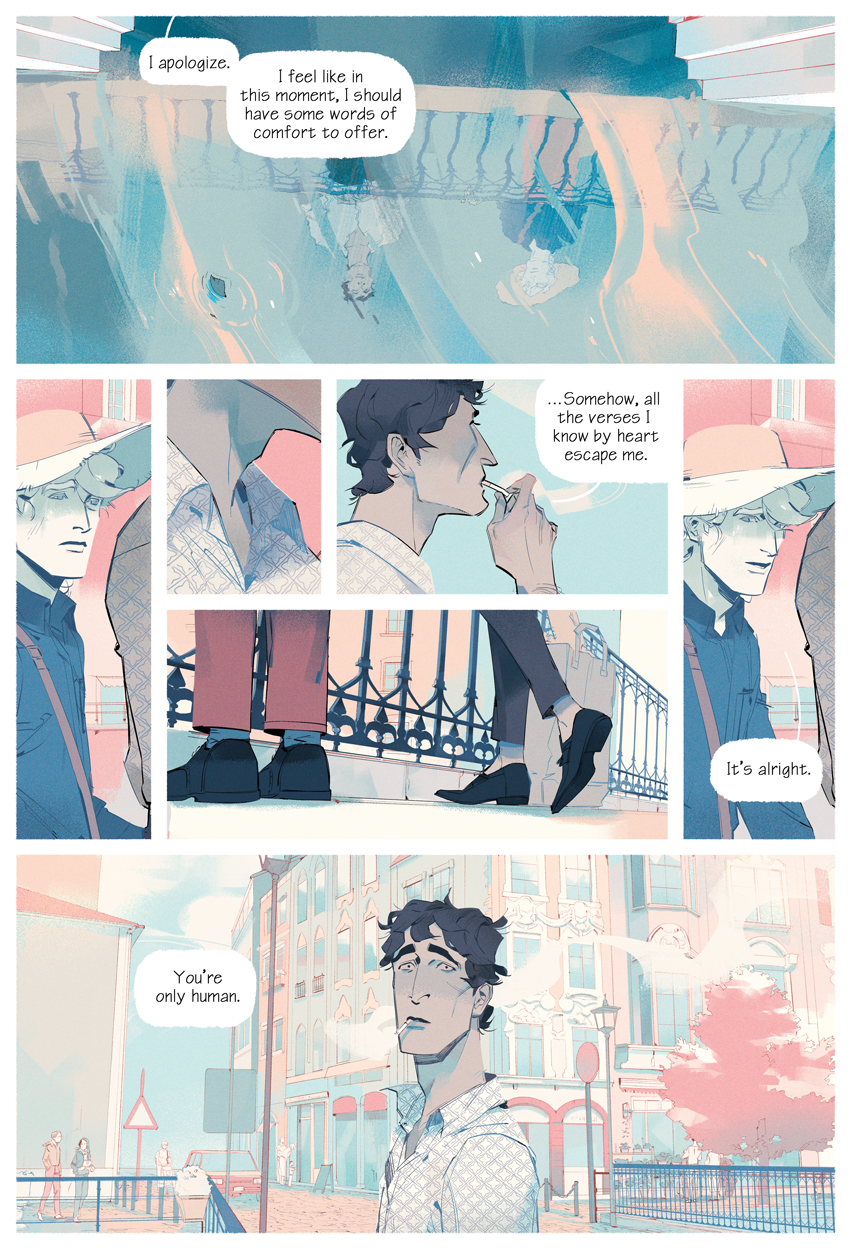 I apologize.
I feel like in
this moment, I should
have some words of
comfort to offer.
...Somehow, all
the verses I
know by heart
escape me.
It's alright.
You're
only human.